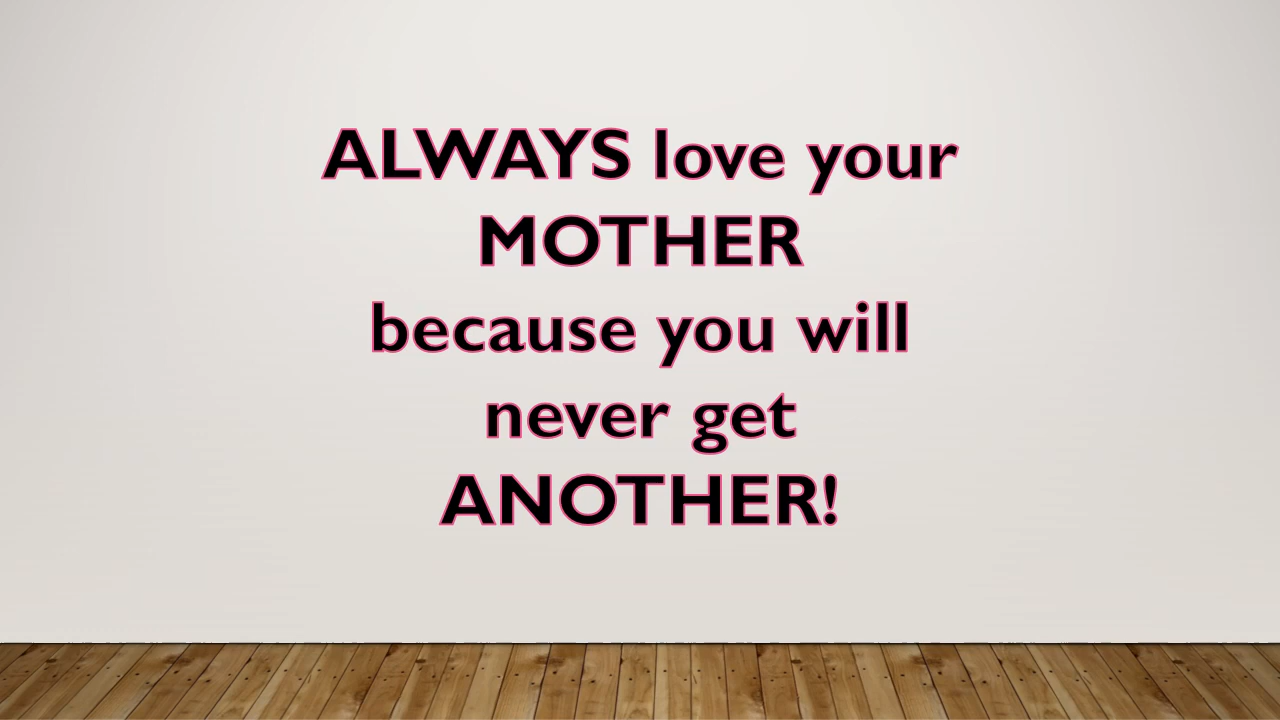 ALWAYS love your
MOTHER
because you will
never get
ANOTHER!